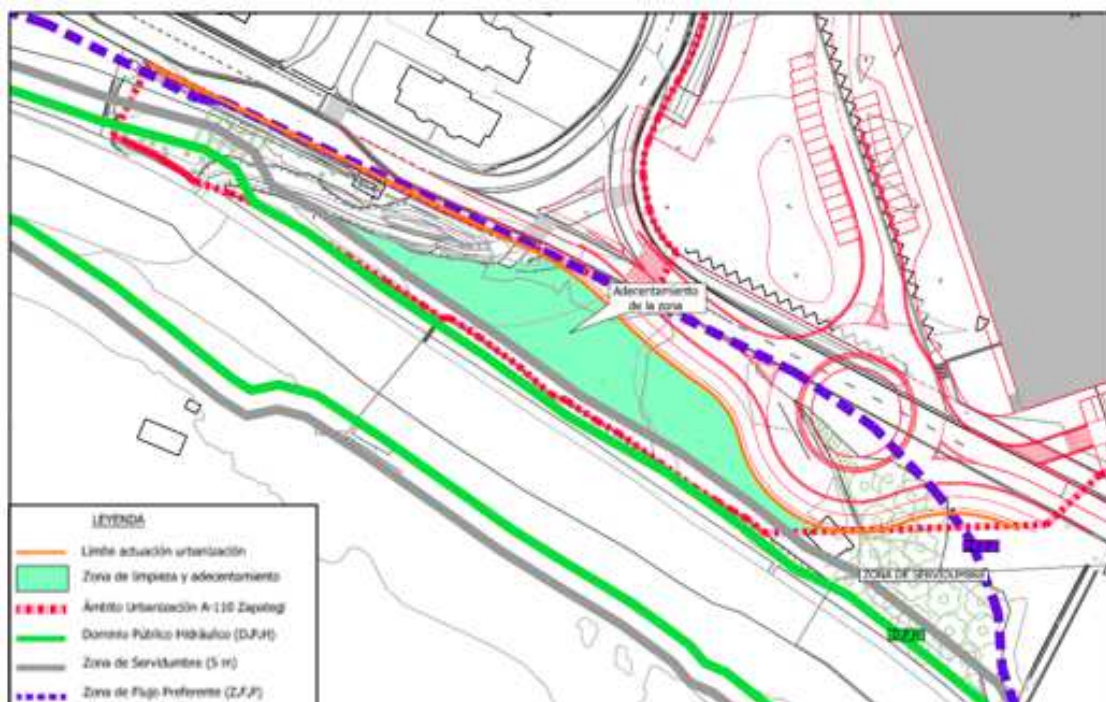 Adecentamiento
de la zona
ZONA DE SERVIDUMBRE
D.P.H.
LEYENDA
Límite actuación urbanización
Zona de limpieza y adecentamiento
Ámbito Urbanización A-110 Zapategi
Dominio Público Hidráulico (D.P.H)
Zona de Servidumbre (5 m)
Zona de Flujo Preferente (Z.F.P)